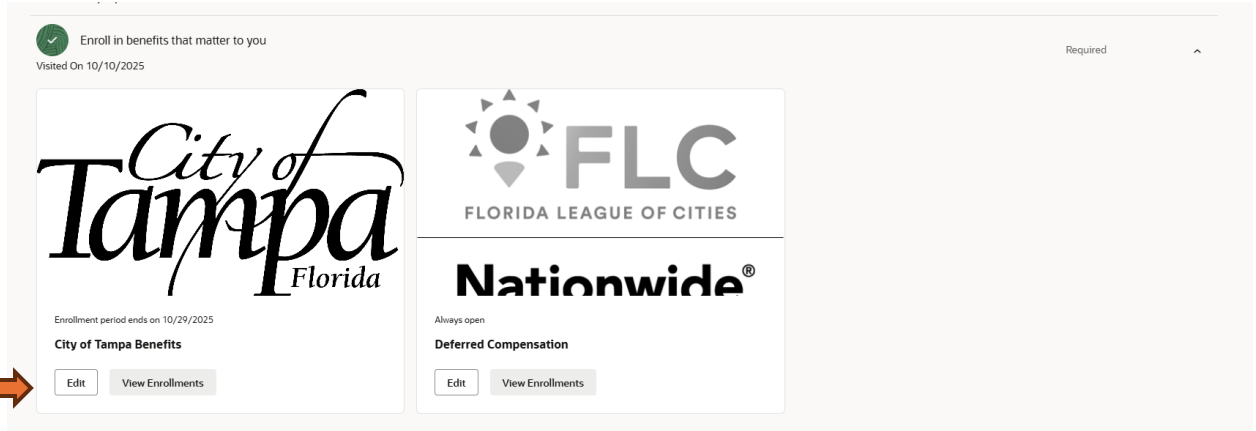 Enroll in benefits that matter to you
Required
Visited On 10/10/2025
City of
Tampa
Florida
FLC
FLORIDA LEAGUE OF CITIES
Nationwide®
Enrollment period ends on 10/29/2025
City of Tampa Benefits
Edit View Enrollments
Always open
Deferred Compensation
Edit View Enrollments